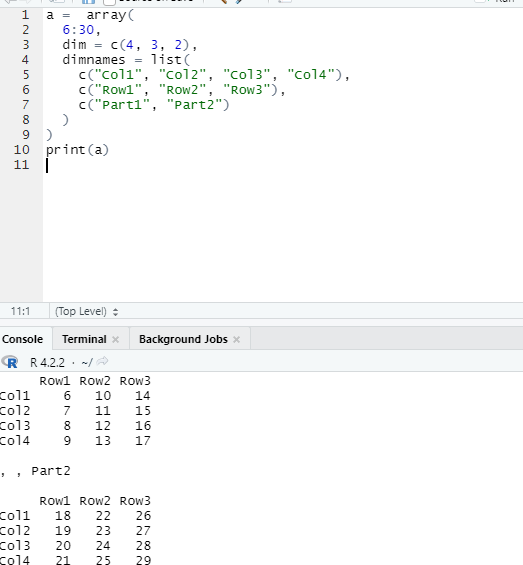 1 a =  array(
2   6:30,
3   dim = c(4, 3, 2),
4   dimnames = list(
5     c("Col1", "Col2", "Col3", "Col4"),
6     c("Row1", "Row2", "Row3"),
7     c("Part1", "Part2")
8   )
9 )
10 print(a)
11
11:1 (Top Level)
Console Terminal Background Jobs
R R 4.2.2 · ~/
Row1 Row2 Row3
Col1 6 10 14
Col2 7 11 15
Col3 8 12 16
Col4 9 13 17
, , Part2
Row1 Row2 Row3
Col1 18 22 26
Col2 19 23 27
Col3 20 24 28
Col4 21 25 29